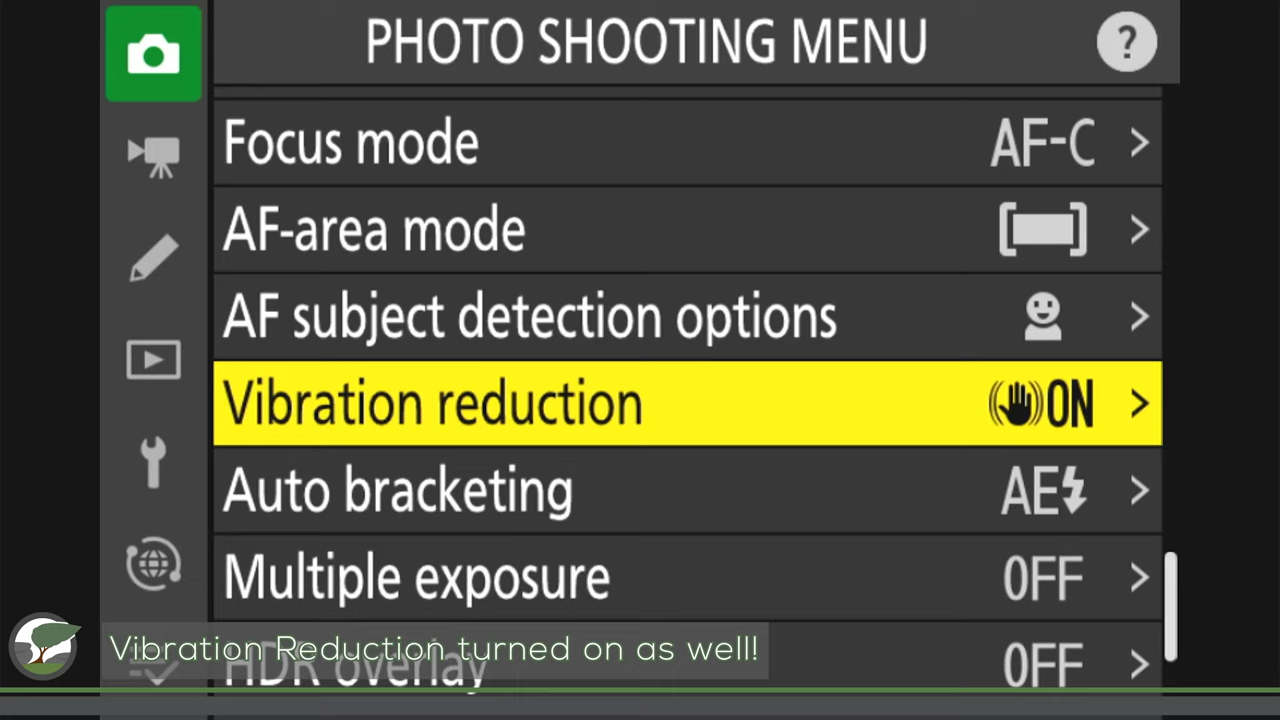 PHOTO SHOOTING MENU ?
Focus mode AF-C >
AF-area mode >
AF subject detection options >
Vibration reduction ON >
Auto bracketing AE >
Multiple exposure OFF >
HDR overlay OFF >
Vibration Reduction turned on as well!